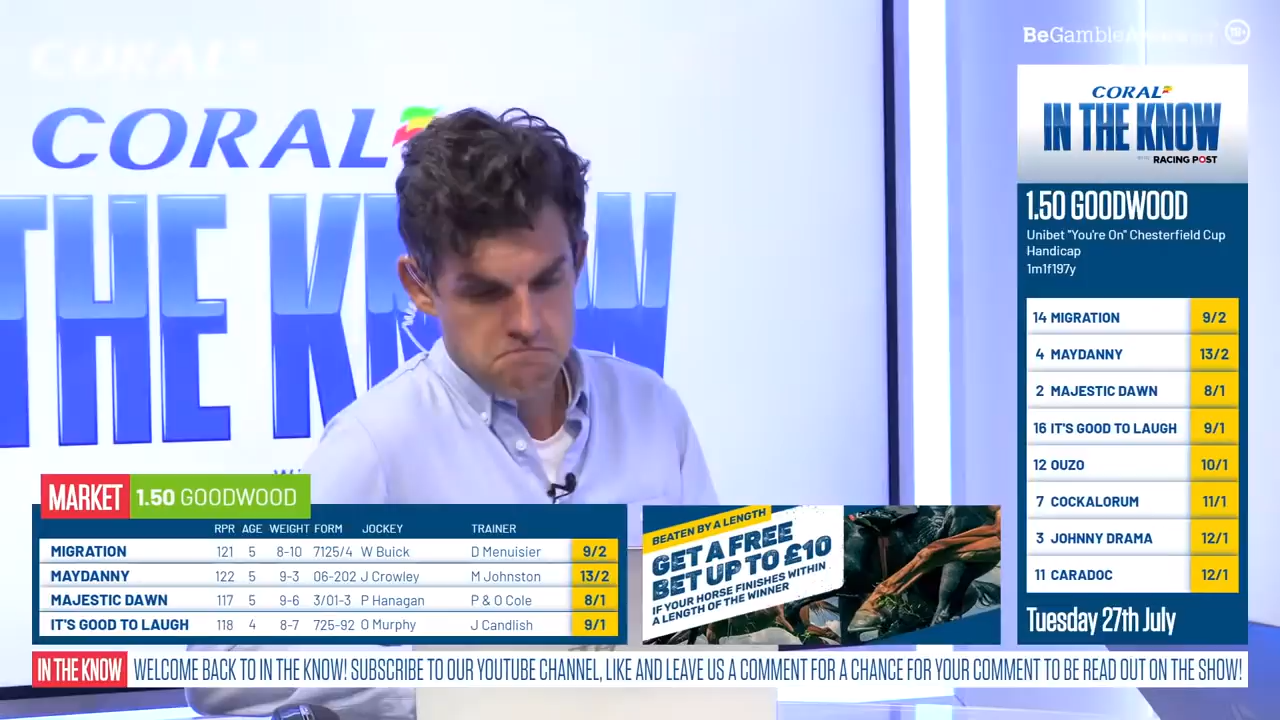 CORAL
CORAL
THE KNOW
BeGambleAware
18+
CORAL
IN THE KNOW
WITH RACING POST
1.50 GOODWOOD
Unibet "You're On" Chesterfield Cup
Handicap
1m1f197y
14 MIGRATION 9/2
4 MAYDANNY 13/2
2 MAJESTIC DAWN 8/1
16 IT'S GOOD TO LAUGH 9/1
12 OUZO 10/1
7 COCKALORUM 11/1
3 JOHNNY DRAMA 12/1
11 CARADOC 12/1
Tuesday 27th July
MARKET 1.50 GOODWOOD
RPR AGE WEIGHT FORM JOCKEY TRAINER
MIGRATION 121 5 8-10 7125/4 W Buick D Menuisier 9/2
MAYDANNY 122 5 9-3 06-202 J Crowley M Johnston 13/2
MAJESTIC DAWN 117 5 9-6 3/01-3 P Hanagan P & O Cole 8/1
IT'S GOOD TO LAUGH 118 4 8-7 725-92 O Murphy J Candlish 9/1
BEATEN BY A LENGTH
GET A FREE
BET UP TO £10
IF YOUR HORSE FINISHES WITHIN
A LENGTH OF THE WINNER
IN THE KNOW WELCOME BACK TO IN THE KNOW! SUBSCRIBE TO OUR YOUTUBE CHANNEL, LIKE AND LEAVE US A COMMENT FOR A CHANCE FOR YOUR COMMENT TO BE READ OUT ON THE SHOW!